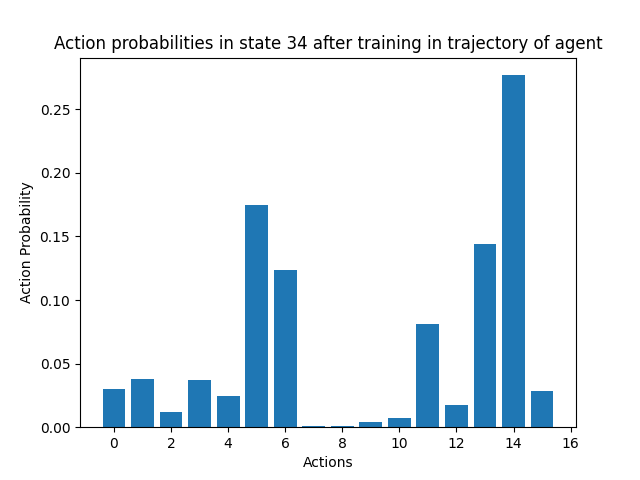 Action probabilities in state 34 after training in trajectory of agent
Action Probability
0.25
0.20
0.15
0.10
0.05
0.00
0 2 4 6 8 10 12 14 16
Actions